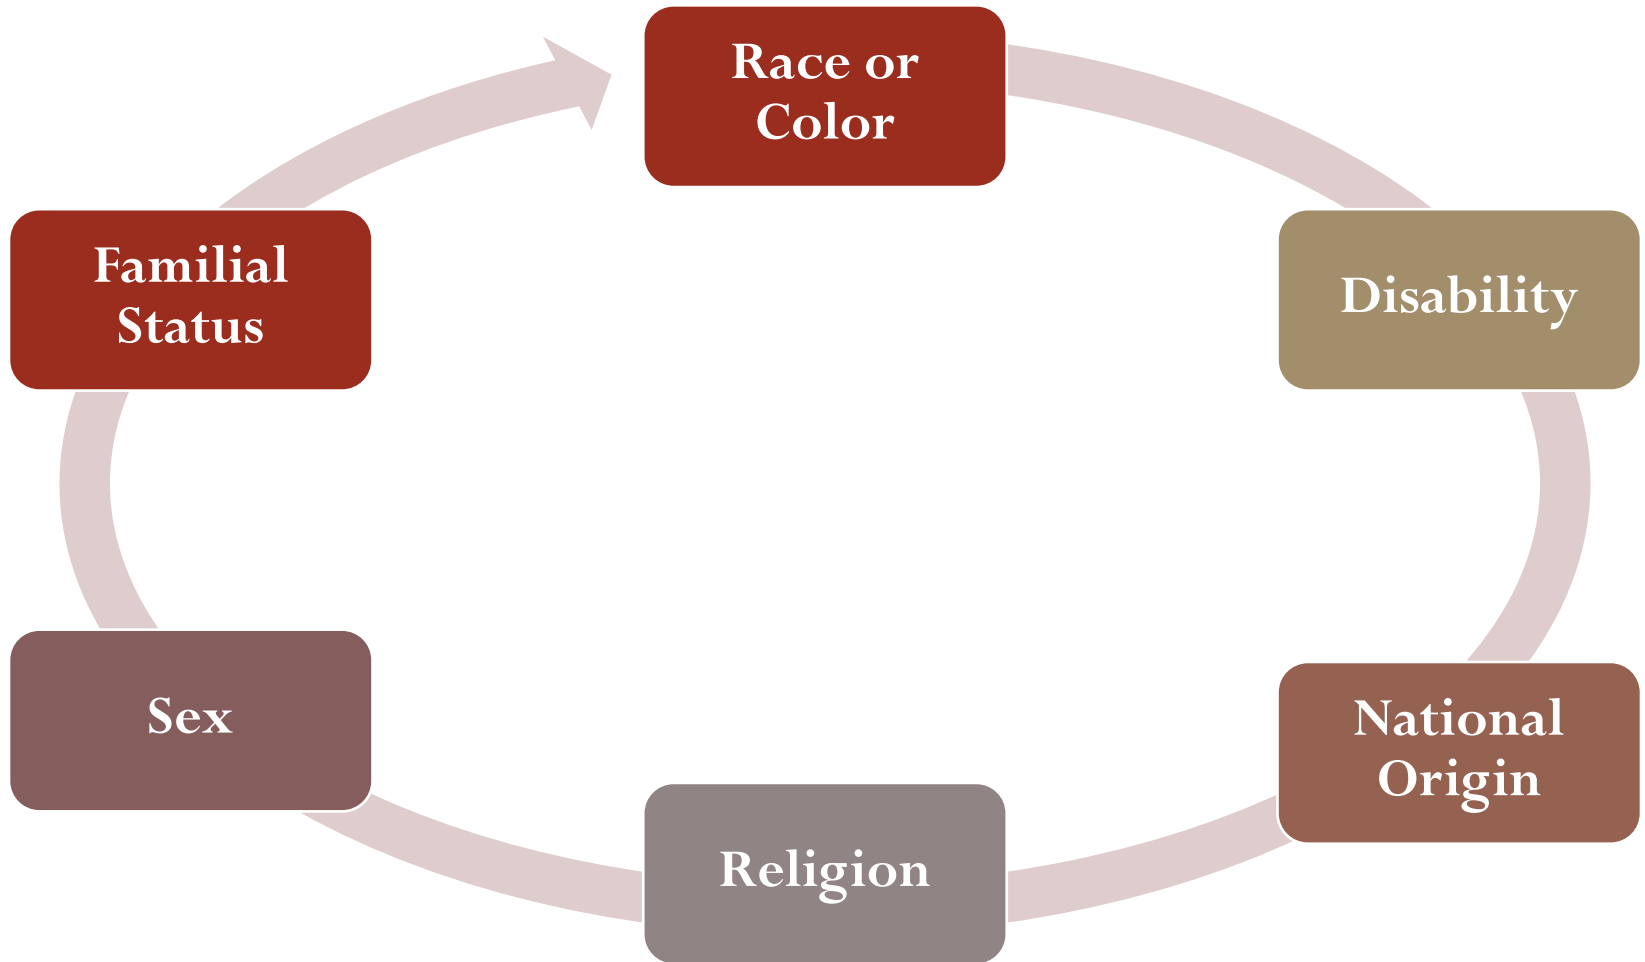 Race or
Color
Disability
National
Origin
Religion
Sex
Familial
Status